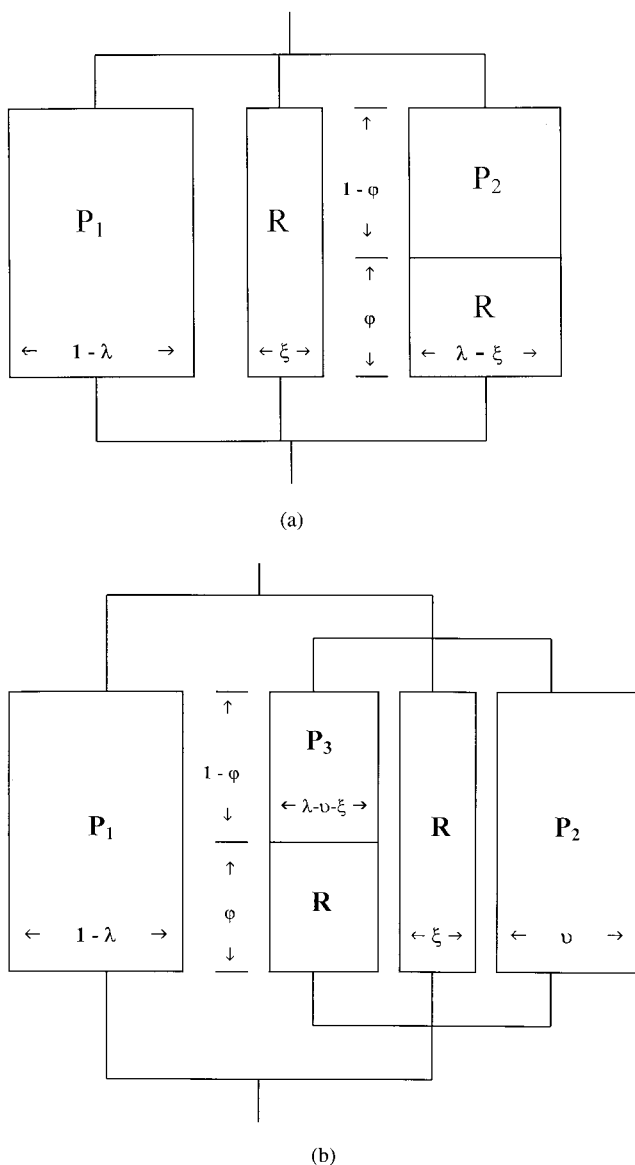 ↑
P₂
1 - φ
P₁
R
↓
↑
R
φ
← 1 - λ →
← ξ →
↓
← λ - ξ →
(a)
↑
P₃
1 - φ
← λ-υ-ξ →
↓
P₁
R
P₂
↑
R
φ
← 1 - λ →
← ξ →
← υ →
↓
(b)